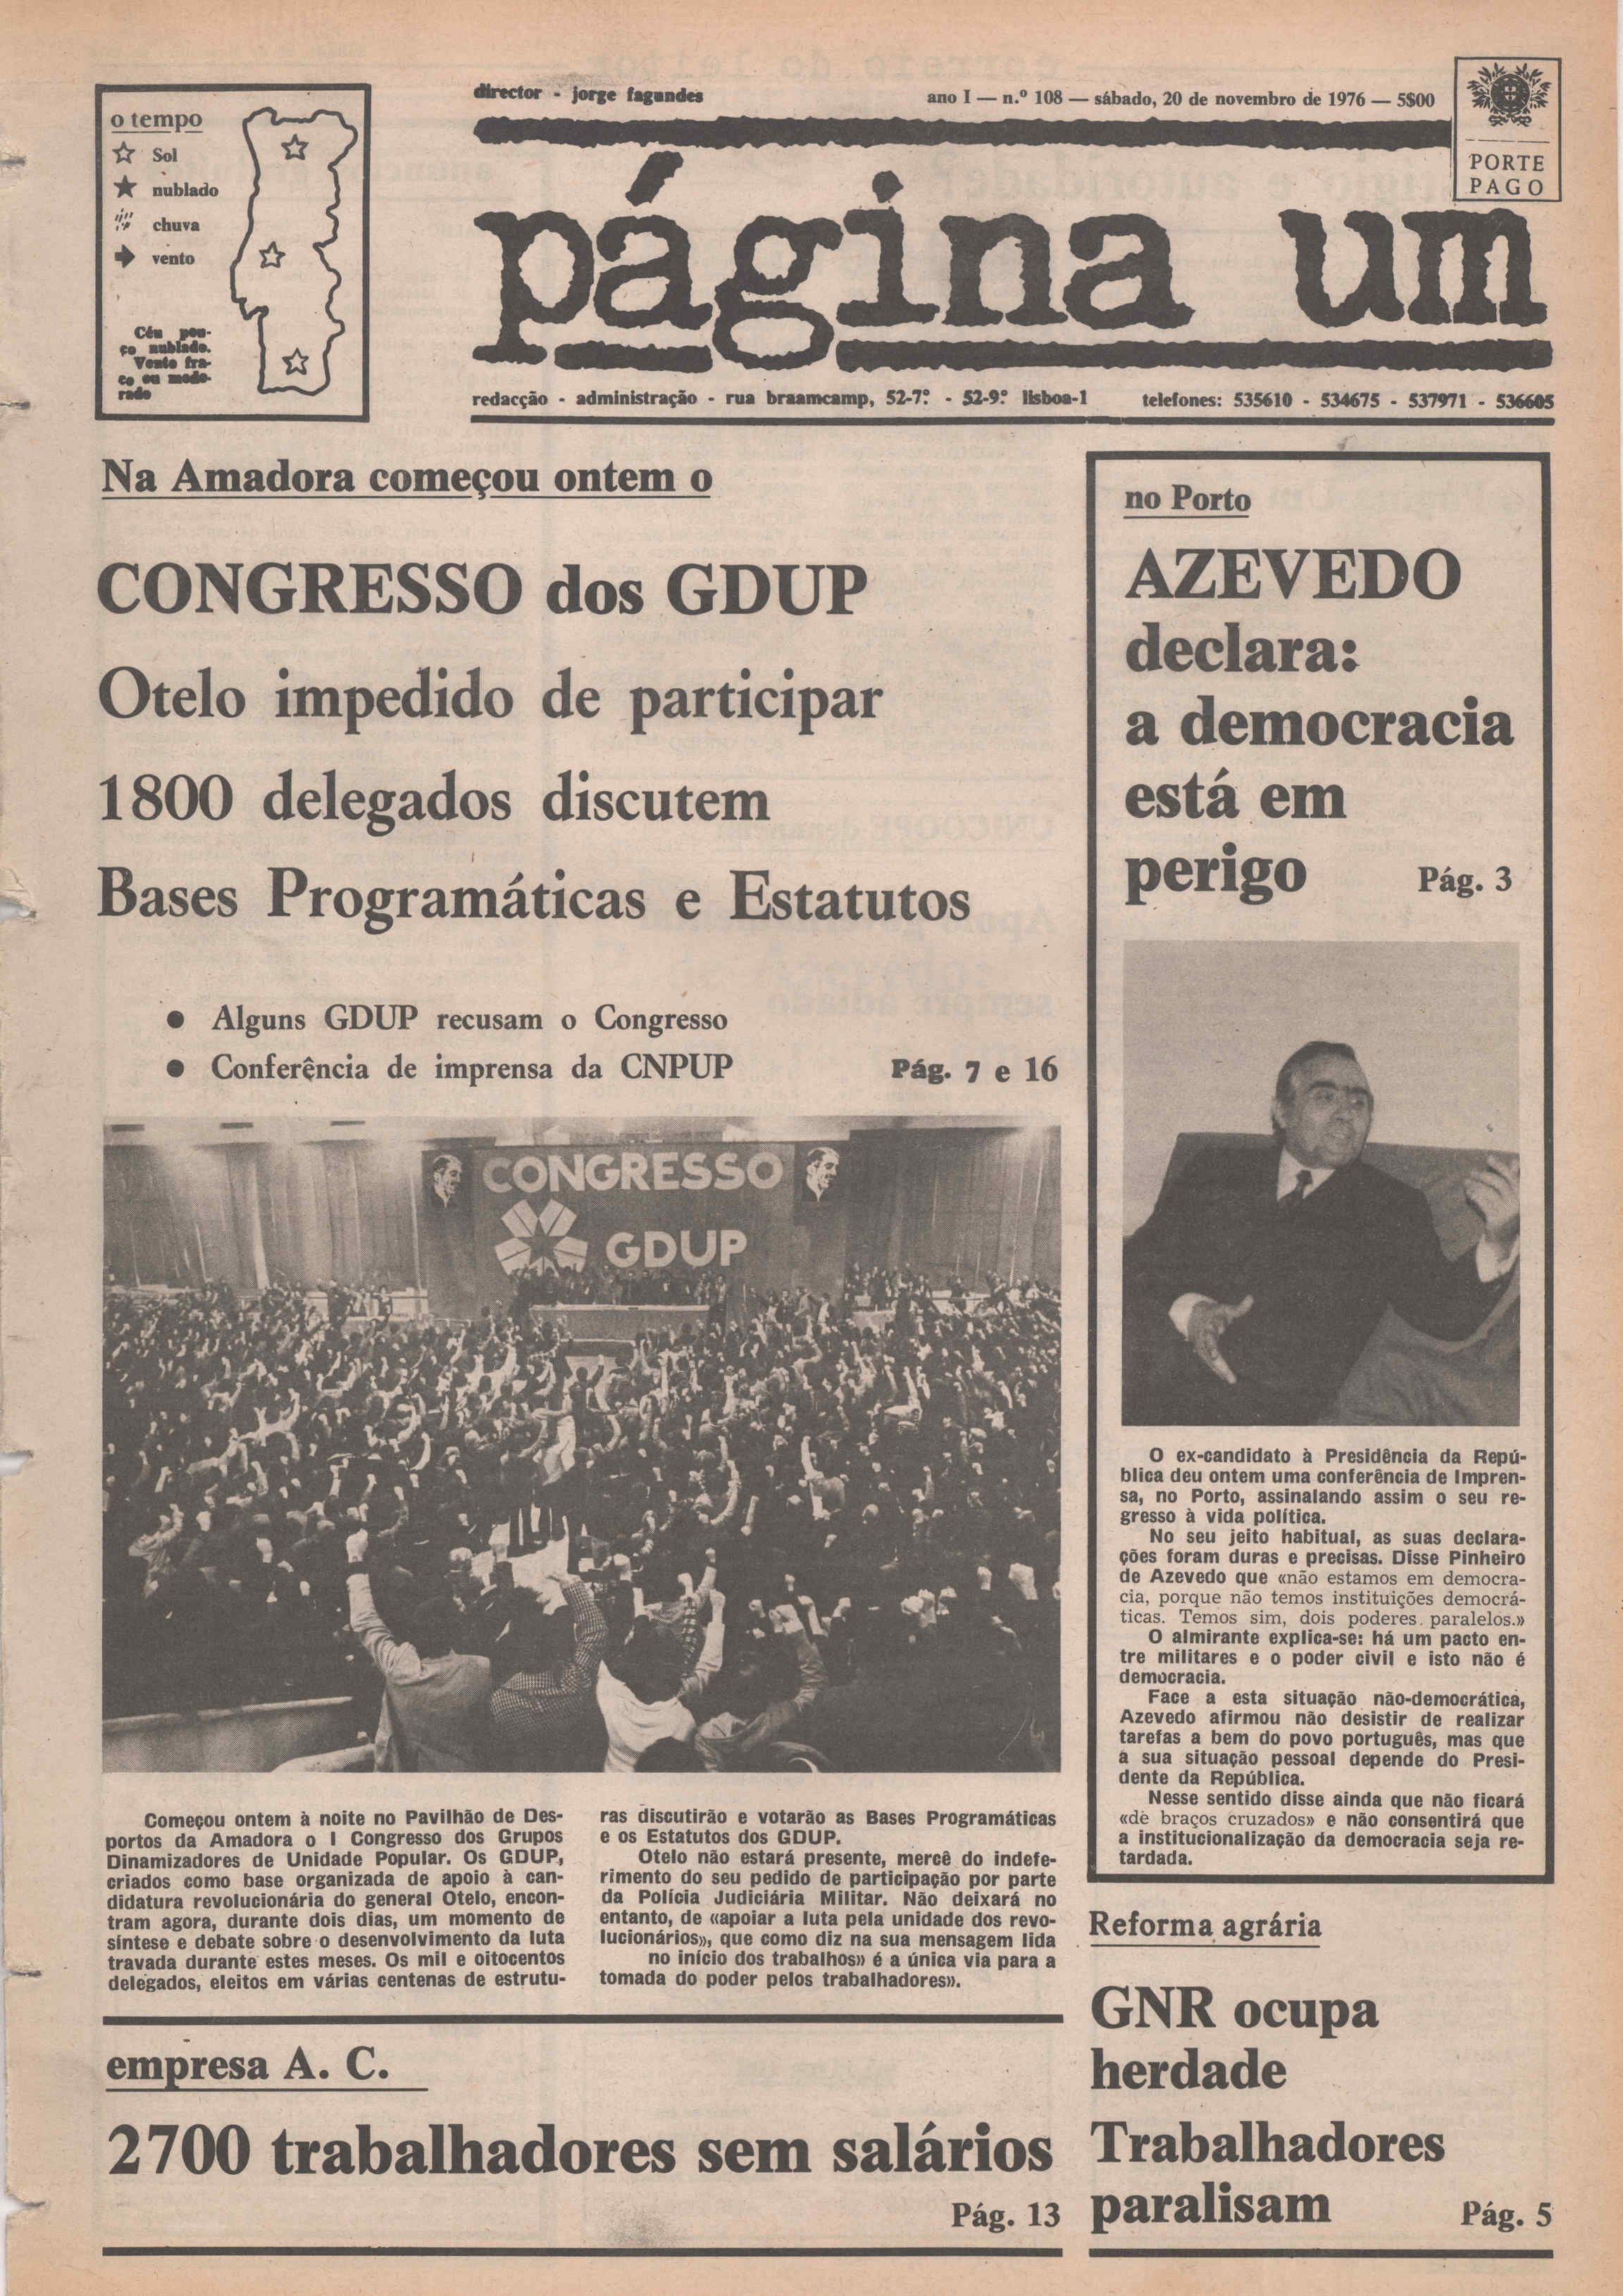 o tempo
Sol
nublado
chuva
vento
Céu pou-
co nublado.
Vento fra-
co ou mode-
rado
director - jorge fagundes
ano I — n.º 108 — sábado, 20 de novembro de 1976 — 5$00
PORTE
PAGO
página um
redacção - administração - rua braamcamp, 52-7.º - 52-9.º lisboa-1
telefones: 535610 - 534675 - 537971 - 536605
Na Amadora começou ontem o
CONGRESSO dos GDUP
Otelo impedido de participar
1800 delegados discutem
Bases Programáticas e Estatutos
● Alguns GDUP recusam o Congresso
● Conferência de imprensa da CNPUP
Pág. 7 e 16
CONGRESSO
GDUP
Começou ontem à noite no Pavilhão de Des-
portos da Amadora o I Congresso dos Grupos
Dinamizadores de Unidade Popular. Os GDUP,
criados como base organizada de apoio à can-
didatura revolucionária do general Otelo, encon-
tram agora, durante dois dias, um momento de
síntese e debate sobre o desenvolvimento da luta
travada durante estes meses. Os mil e oitocentos
delegados, eleitos em várias centenas de estrutu-
ras discutirão e votarão as Bases Programáticas
e os Estatutos dos GDUP.
Otelo não estará presente, mercê do indefe-
rimento do seu pedido de participação por parte
da Polícia Judiciária Militar. Não deixará no
entanto, de «apoiar a luta pela unidade dos revo-
lucionários», que como diz na sua mensagem lida
no início dos trabalhos» é a única via para a
tomada do poder pelos trabalhadores».
empresa A. C.
2700 trabalhadores sem salários
Pág. 13
no Porto
AZEVEDO
declara:
a democracia
está em
perigo
Pág. 3
O ex-candidato à Presidência da Repú-
blica deu ontem uma conferência de Impren-
sa, no Porto, assinalando assim o seu re-
gresso à vida política.
No seu jeito habitual, as suas declara-
ções foram duras e precisas. Disse Pinheiro
de Azevedo que «não estamos em democra-
cia, porque não temos instituições democrá-
ticas. Temos sim, dois poderes paralelos.»
O almirante explica-se: há um pacto en-
tre militares e o poder civil e isto não é
democracia.
Face a esta situação não-democrática,
Azevedo afirmou não desistir de realizar
tarefas a bem do povo português, mas que
a sua situação pessoal depende do Presi-
dente da República.
Nesse sentido disse ainda que não ficará
«de braços cruzados» e não consentirá que
a institucionalização da democracia seja re-
tardada.
Reforma agrária
GNR ocupa
herdade
Trabalhadores
paralisam
Pág. 5